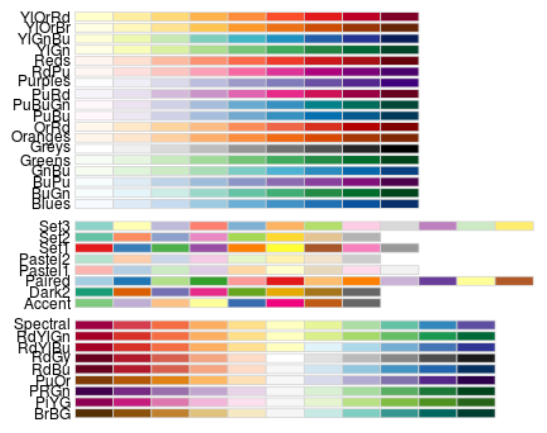 YlOrRd
YlOrBr
YlGnBu
YlGn
Reds
RdPu
Purples
PuRd
PuBuGn
PuBu
OrRd
Oranges
Greys
Greens
GnBu
BuPu
BuGn
Blues
Set3
Set2
Set1
Pastel2
Pastel1
Paired
Dark2
Accent
Spectral
RdYlGn
RdYlBu
RdGy
RdBu
PuOr
PRGn
PiYG
BrBG